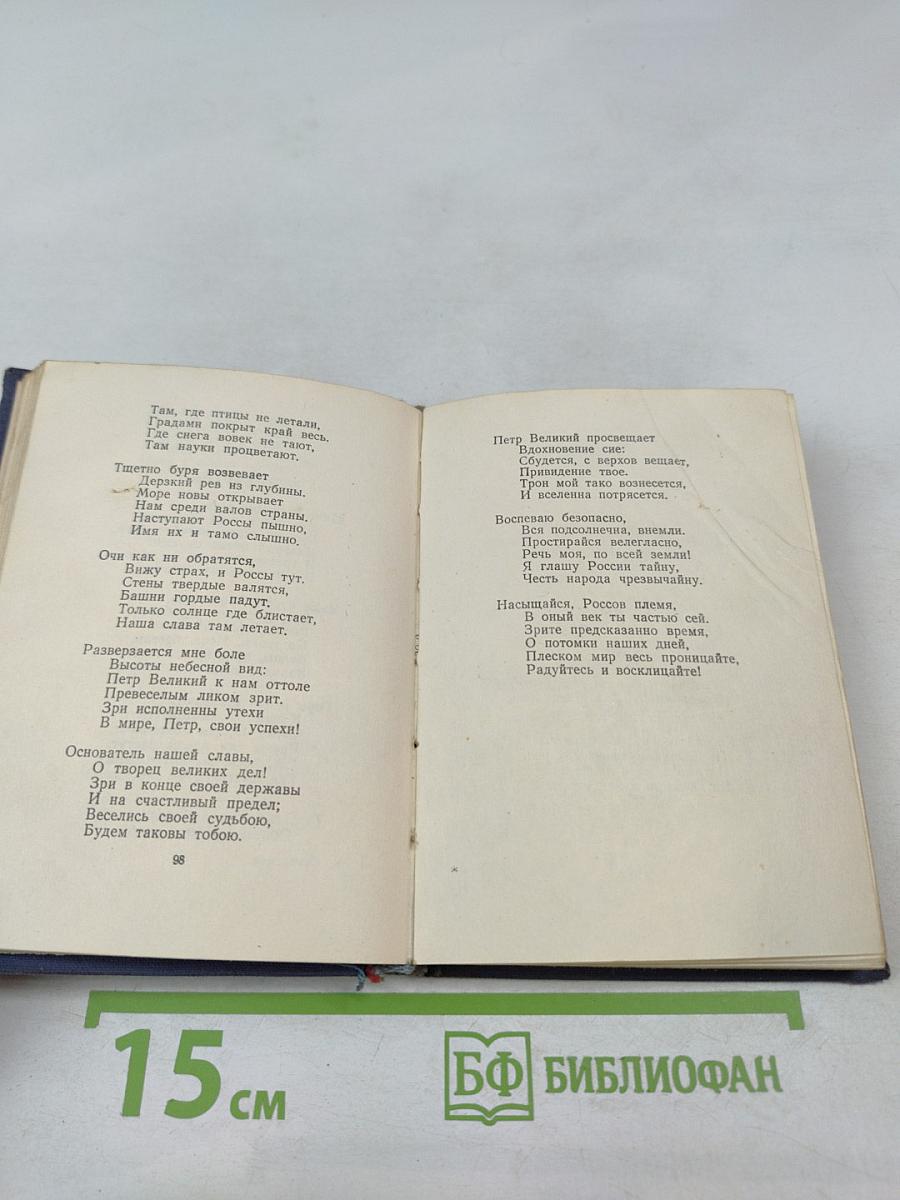 Там, где птицы не летали,
Градами покрыт край весь.
Где снега вовек не тают,
Там науки процветают.
Тщетно буря возвевает
Дерзкий рев из глубины.
Море новы открывает
Нам среди валов страны.
Наступают Россы пышно,
Имя их и тамо слышно.
Очи как ни обратятся,
Вижу страх, и Россы тут.
Стены твердые валятся,
Башни гордые падут.
Только солнце где блистает,
Наша слава там летает.
Разверзается мне боле
Высоты небесной вид:
Петр Великий к нам оттоле
Превеселым ликом зрит.
Зри исполненны утехи
В мире, Петр, свои успехи!
Основатель нашей славы,
О творец великих дел!
Зри в конце своей державы
И на счастливый предел;
Веселись своей судьбою,
Будем таковы тобою.
98
Петр Великий просвещает
Вдохновение сие:
Сбудется, с верхов вещает,
Привидение твое.
Трон мой тако вознесется,
И вселенна потрясется.
Воспеваю безопасно,
Вся подсолнечна, внемли.
Простирайся велегласно,
Речь моя, по всей земли!
Я глашу России тайну,
Честь народа чрезвычайну.
Насыщайся, Россов племя,
В оный век ты частью сей.
Зрите предсказанно время,
О потомки наших дней,
Плеском мир весь проницайте,
Радуйтесь и восклицайте!
*
15 см
БФ БИБЛИОФАН